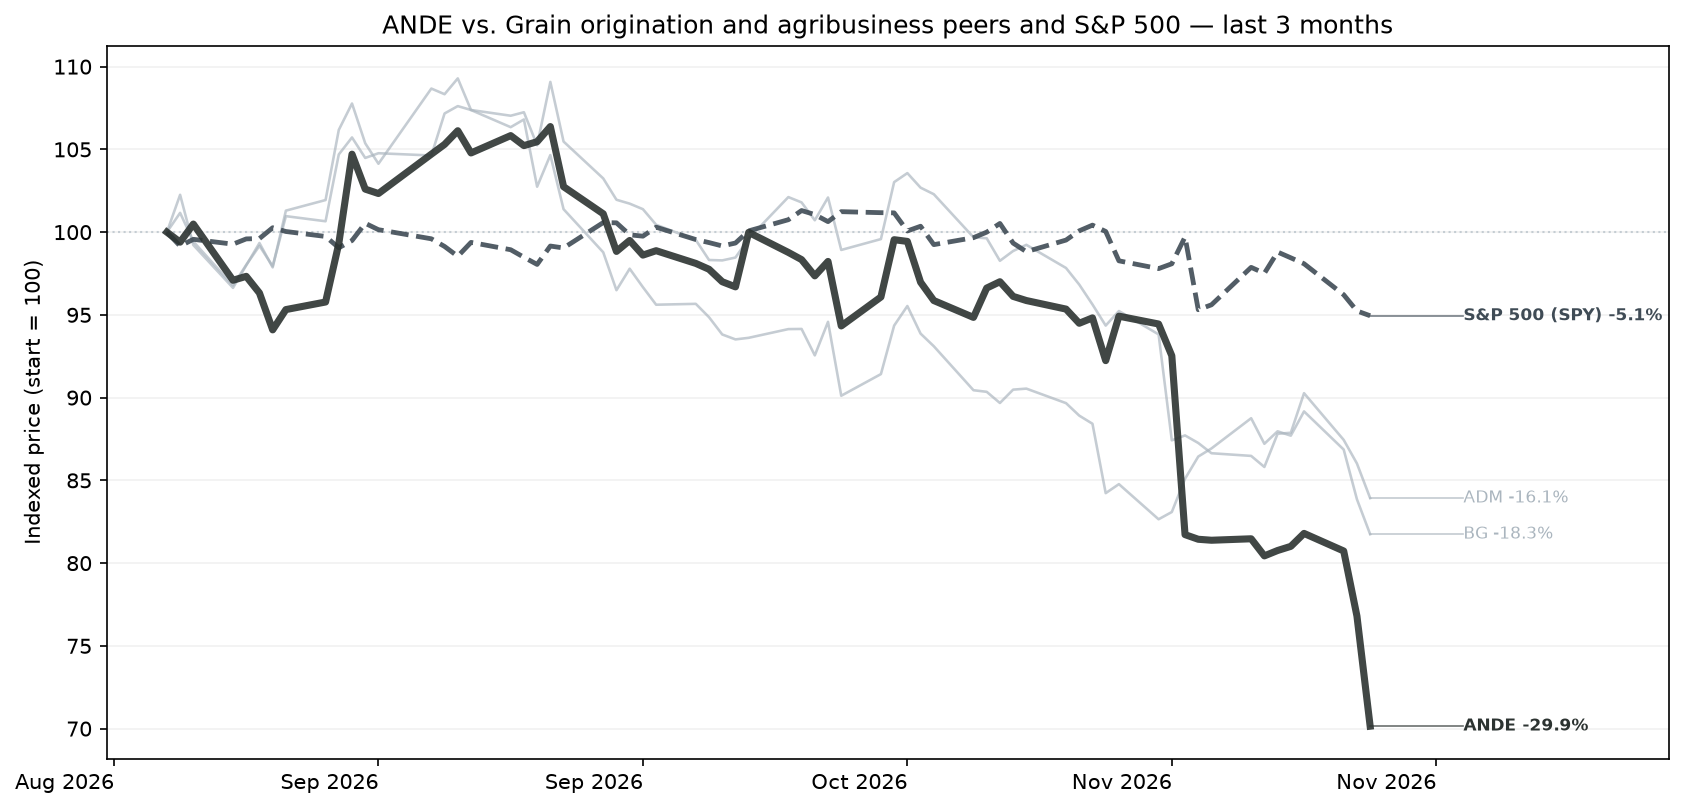 ANDE vs. Grain origination and agribusiness peers and S&P 500 — last 3 months
Indexed price (start = 100)
110
105
100
95
90
85
80
75
70
S&P 500 (SPY) -5.1%
ADM -16.1%
BG -18.3%
ANDE -29.9%
Aug 2026
Sep 2026
Sep 2026
Oct 2026
Nov 2026
Nov 2026